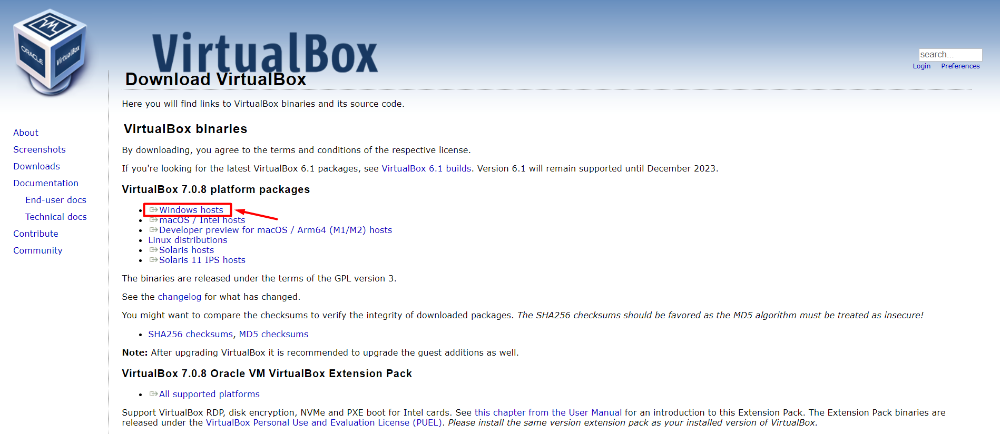 ORACLE
VirtualBox
VirtualBox
search...
Login Preferences
Download VirtualBox
Here you will find links to VirtualBox binaries and its source code.
About
Screenshots
Downloads
Documentation
End-user docs
Technical docs
Contribute
Community
VirtualBox binaries
By downloading, you agree to the terms and conditions of the respective license.
If you're looking for the latest VirtualBox 6.1 packages, see VirtualBox 6.1 builds. Version 6.1 will remain supported until December 2023.
VirtualBox 7.0.8 platform packages
Windows hosts
macOS / Intel hosts
Developer preview for macOS / Arm64 (M1/M2) hosts
Linux distributions
Solaris hosts
Solaris 11 IPS hosts
The binaries are released under the terms of the GPL version 3.
See the changelog for what has changed.
You might want to compare the checksums to verify the integrity of downloaded packages. The SHA256 checksums should be favored as the MD5 algorithm must be treated as insecure!
SHA256 checksums, MD5 checksums
Note: After upgrading VirtualBox it is recommended to upgrade the guest additions as well.
VirtualBox 7.0.8 Oracle VM VirtualBox Extension Pack
All supported platforms
Support VirtualBox RDP, disk encryption, NVMe and PXE boot for Intel cards. See this chapter from the User Manual for an introduction to this Extension Pack. The Extension Pack binaries are
released under the VirtualBox Personal Use and Evaluation License (PUEL). Please install the same version extension pack as your installed version of VirtualBox.